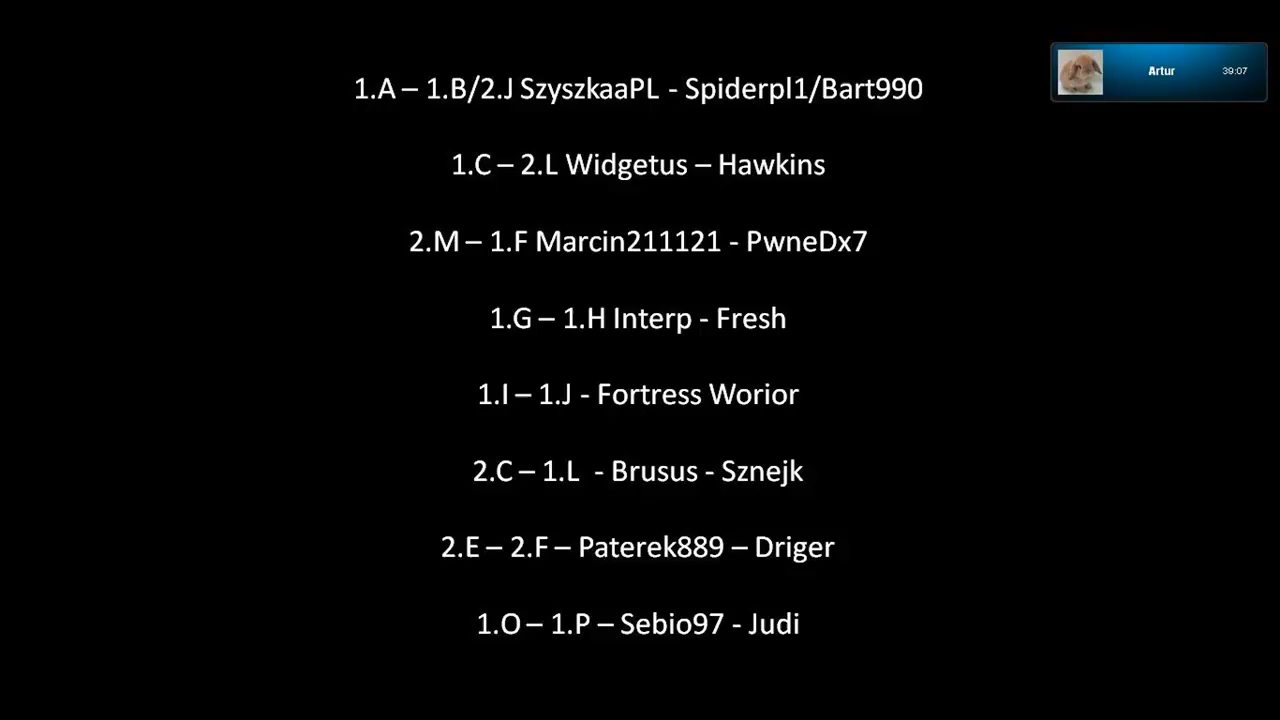 1.A – 1.B/2.J SzyszkaaPL - Spiderpl1/Bart990
Artur 39:07
1.C – 2.L Widgetus – Hawkins
2.M – 1.F Marcin211121 - PwneDx7
1.G – 1.H Interp - Fresh
1.I – 1.J - Fortress Worior
2.C – 1.L - Brusus - Sznejk
2.E – 2.F – Paterek889 – Driger
1.O – 1.P – Sebio97 - Judi